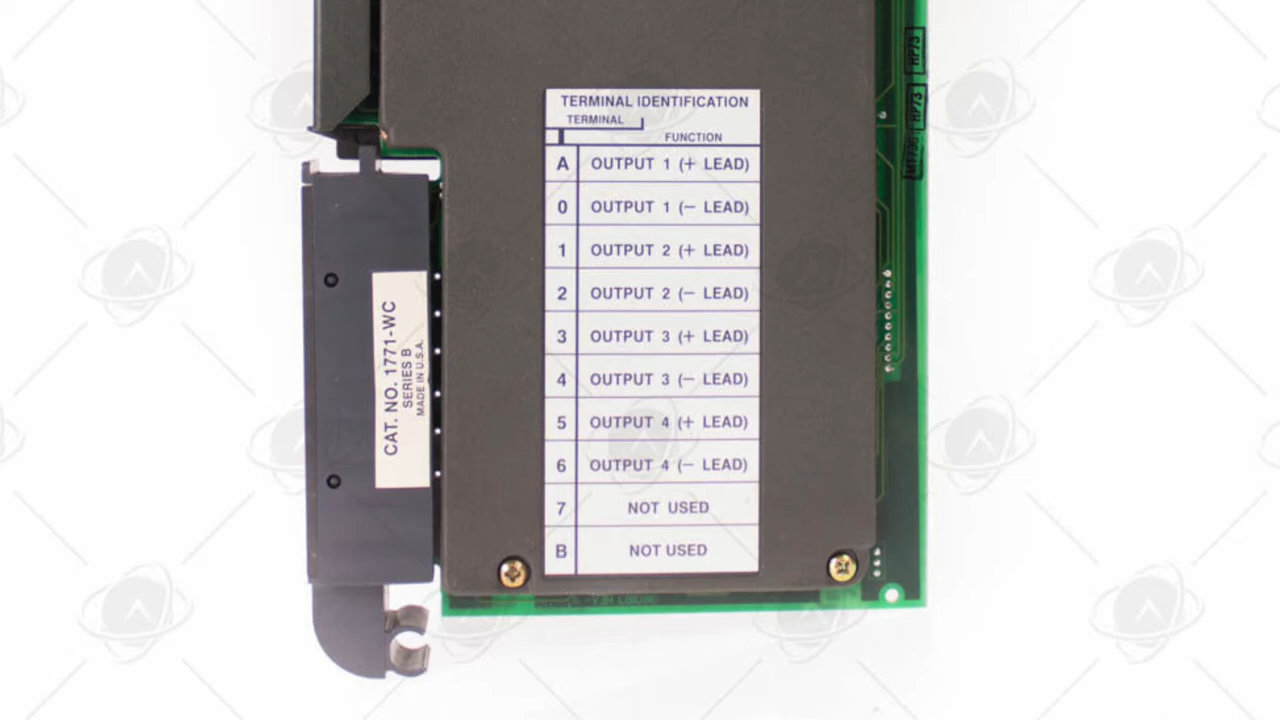 TERMINAL IDENTIFICATION
TERMINAL
FUNCTION
A OUTPUT 1 (+ LEAD)
0 OUTPUT 1 (− LEAD)
1 OUTPUT 2 (+ LEAD)
2 OUTPUT 2 (− LEAD)
3 OUTPUT 3 (+ LEAD)
4 OUTPUT 3 (− LEAD)
5 OUTPUT 4 (+ LEAD)
6 OUTPUT 4 (− LEAD)
7 NOT USED
B NOT USED
CAT. NO. 1771-WC
SERIES B
MADE IN U.S.A.
RP73
RP73